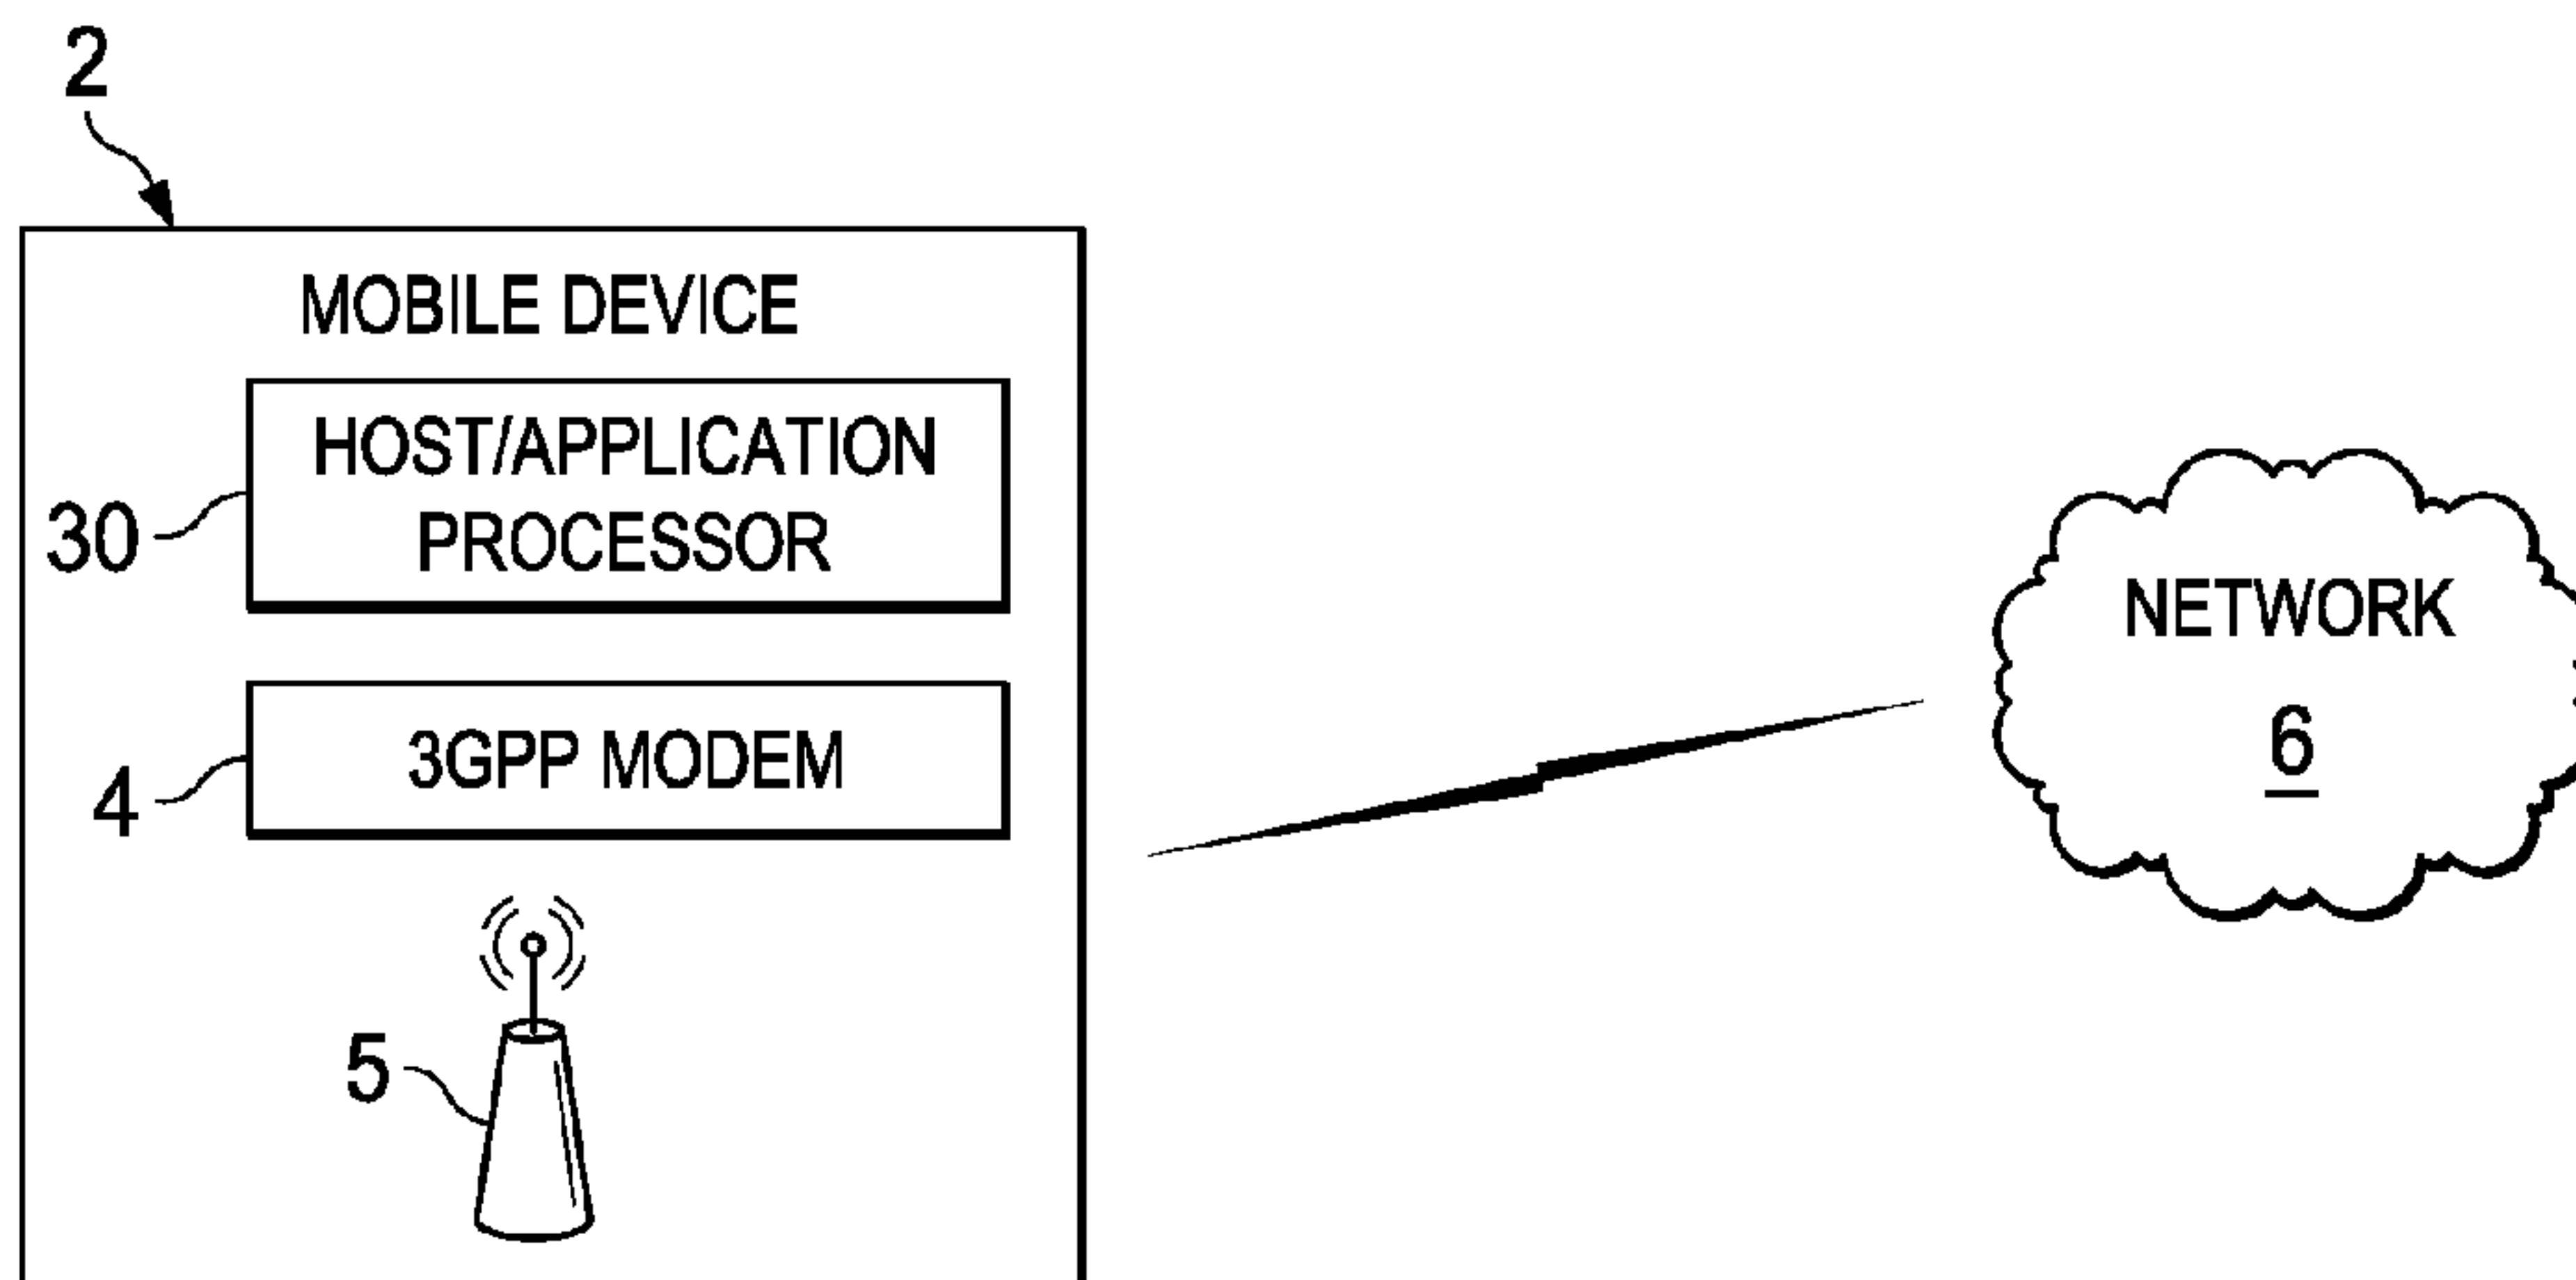 2
MOBILE DEVICE
HOST/APPLICATION
PROCESSOR
30
3GPP MODEM
4
5
NETWORK
6